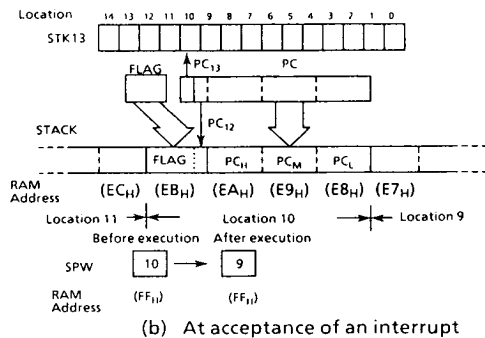 Location 14 13 12 11 10 9 8 7 6 5 4 3 2 1 0
STK13
FLAG PC13 PC
PC12
STACK
FLAG PCH PCM PCL
RAM Address (ECH) (EBH) (EAH) (E9H) (E8H) (E7H)
Location 11 Location 10 Location 9
Before execution After execution
SPW 10 9
RAM Address (FFH) (FFH)
(b) At acceptance of an interrupt